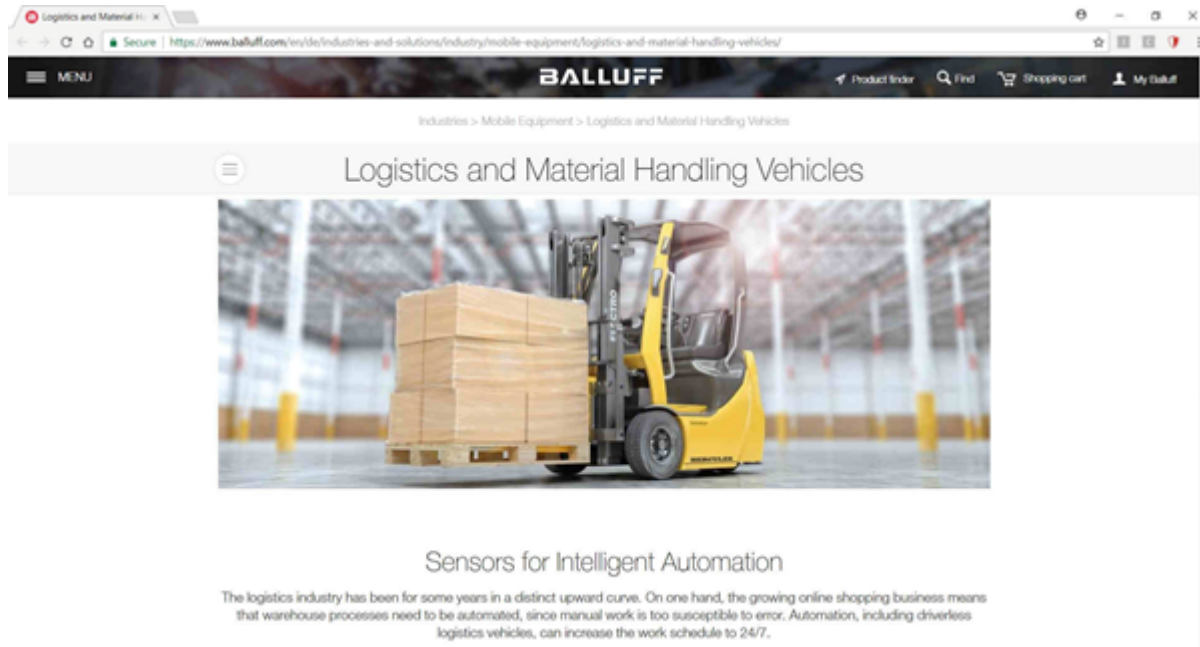 Logistics and Material H
Secure
https://www.balluff.com/en/de/industries-and-solutions/industry/mobile-equipment/logistics-and-material-handling-vehicles/
MENU
BALLUFF
Product finder
Find
Shopping cart
My Balluff
Industries > Mobile Equipment > Logistics and Material Handling Vehicles
Logistics and Material Handling Vehicles
Sensors for Intelligent Automation
The logistics industry has been for some years in a distinct upward curve. On one hand, the growing online shopping business means
that warehouse processes need to be automated, since manual work is too susceptible to error. Automation, including driverless
logistics vehicles, can increase the work schedule to 24/7.